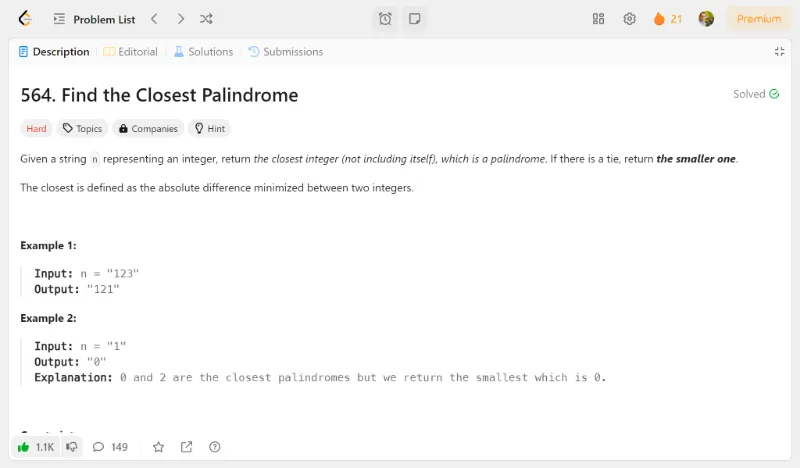 Problem List
21
Premium
Description
Editorial
Solutions
Submissions
564. Find the Closest Palindrome
Solved
Hard
Topics
Companies
Hint
Given a string n representing an integer, return the closest integer (not including itself), which is a palindrome. If there is a tie, return the smaller one.
The closest is defined as the absolute difference minimized between two integers.
Example 1:
Input: n = "123"
Output: "121"
Example 2:
Input: n = "1"
Output: "0"
Explanation: 0 and 2 are the closest palindromes but we return the smallest which is 0.
1.1K
149